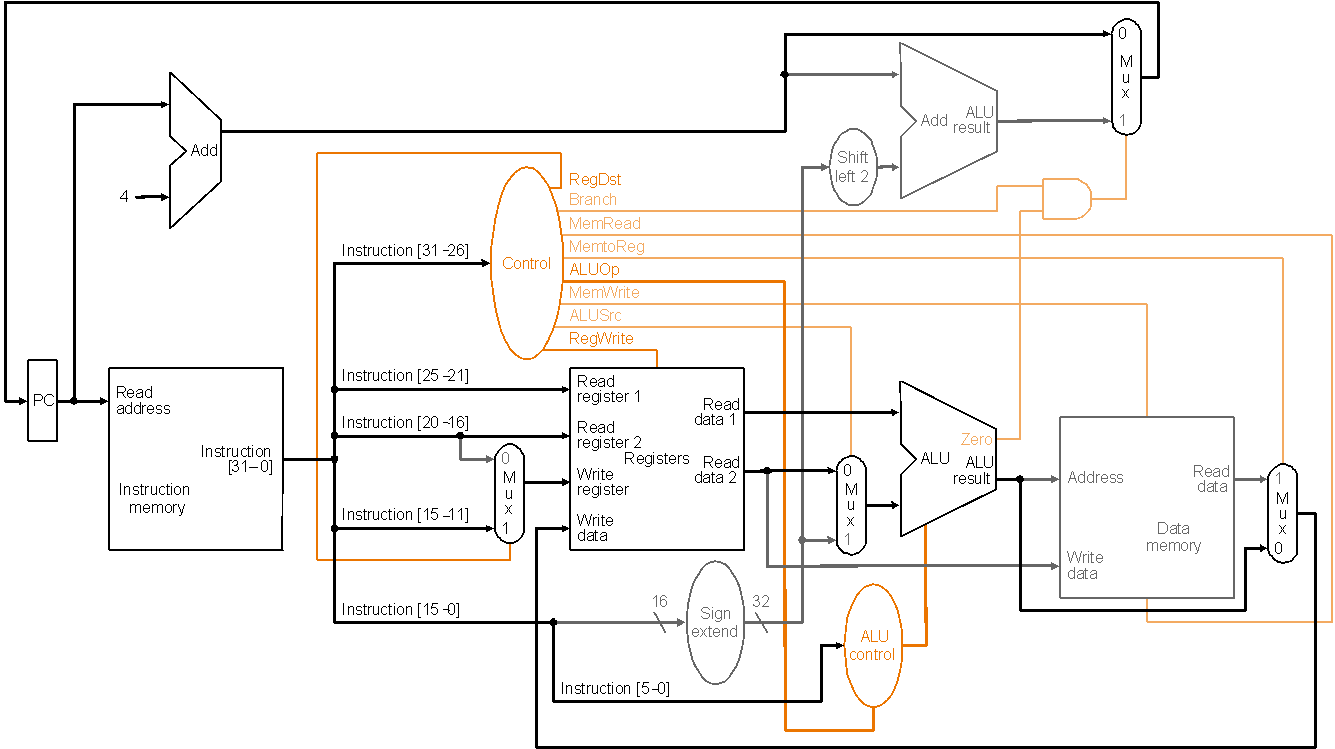 0
M
u
x
1
Add
ALU
result
Add
4
Shift
left 2
RegDst
Branch
MemRead
MemtoReg
ALUOp
MemWrite
ALUSrc
RegWrite
Control
Instruction [31–26]
Instruction [25–21]
Instruction [20–16]
Instruction [15–11]
Instruction [15-0]
Instruction [5-0]
PC
Read
address
Instruction
[31–0]
Instruction
memory
0
M
u
x
1
Read
register 1
Read
register 2
Write
register
Write
data
Registers
Read
data 1
Read
data 2
0
M
u
x
1
Zero
ALU
ALU
result
Address
Write
data
Read
data
Data
memory
1
M
u
x
0
16
Sign
extend
32
ALU
control